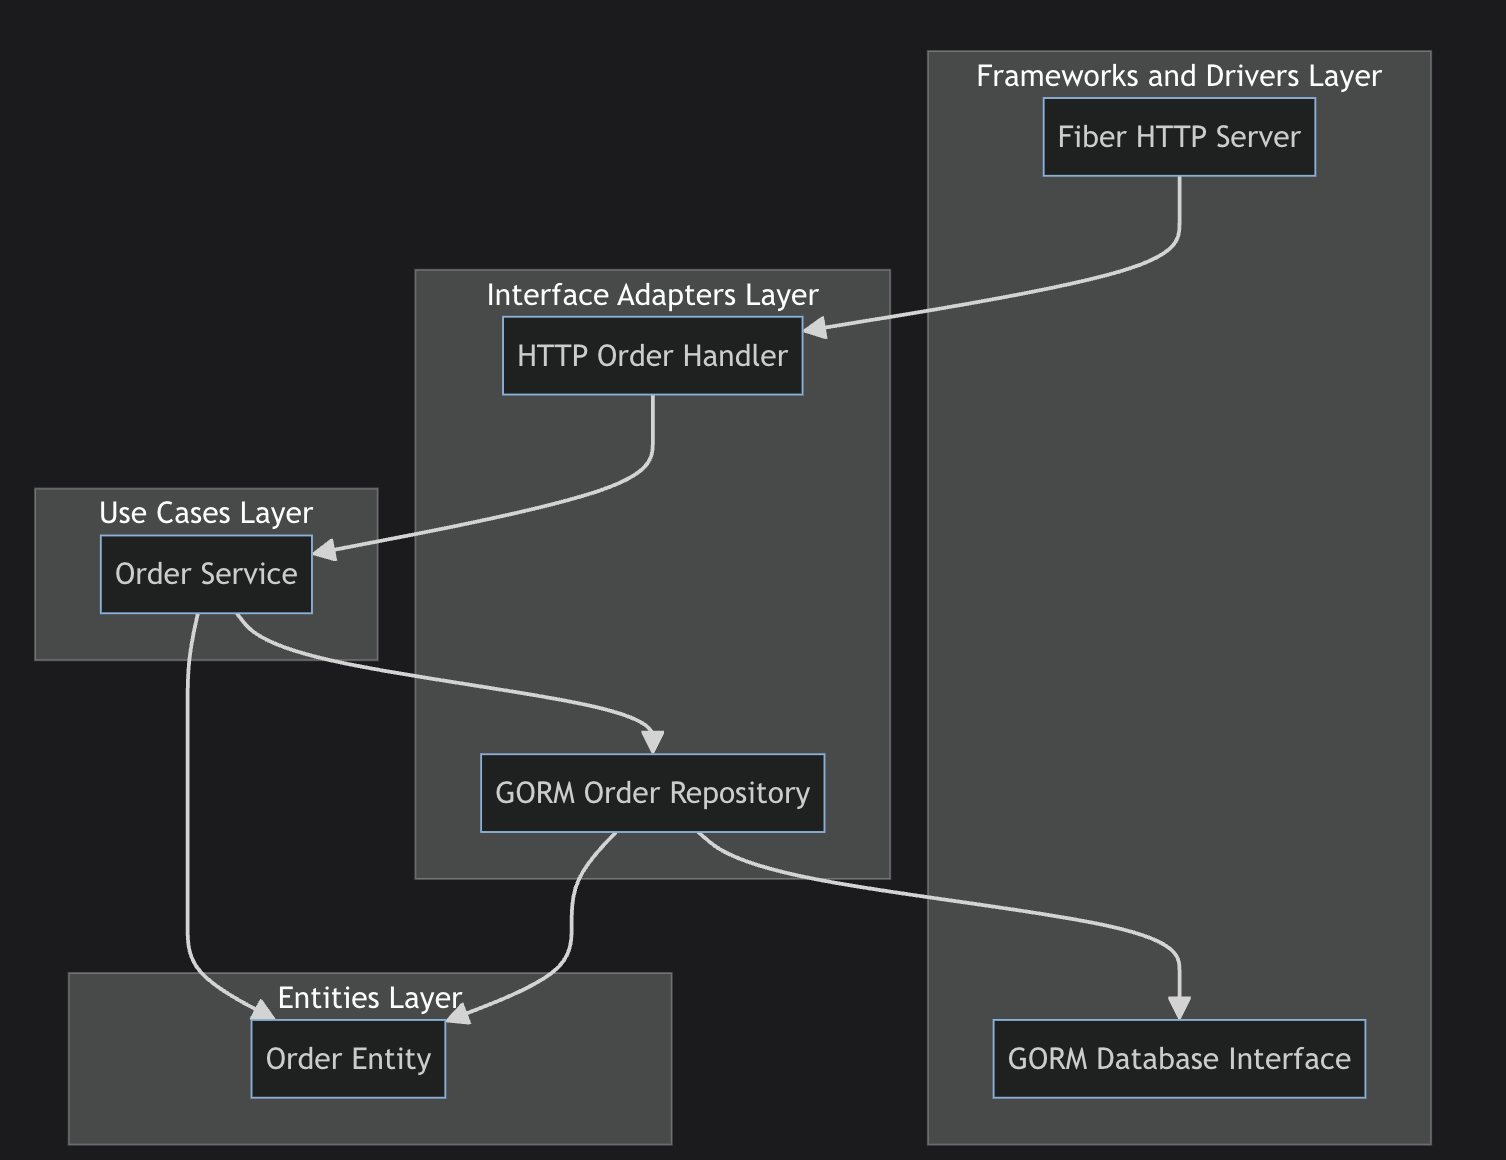 Frameworks and Drivers Layer
Fiber HTTP Server
Interface Adapters Layer
HTTP Order Handler
Use Cases Layer
Order Service
GORM Order Repository
Entities Layer
Order Entity
GORM Database Interface